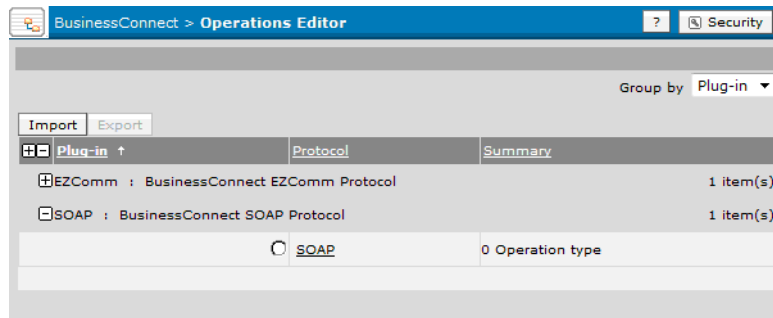 BusinessConnect > Operations Editor ? Security
Group by Plug-in
Import Export
Plug-in ↑ Protocol Summary
EZComm : BusinessConnect EZComm Protocol 1 item(s)
SOAP : BusinessConnect SOAP Protocol 1 item(s)
SOAP 0 Operation type